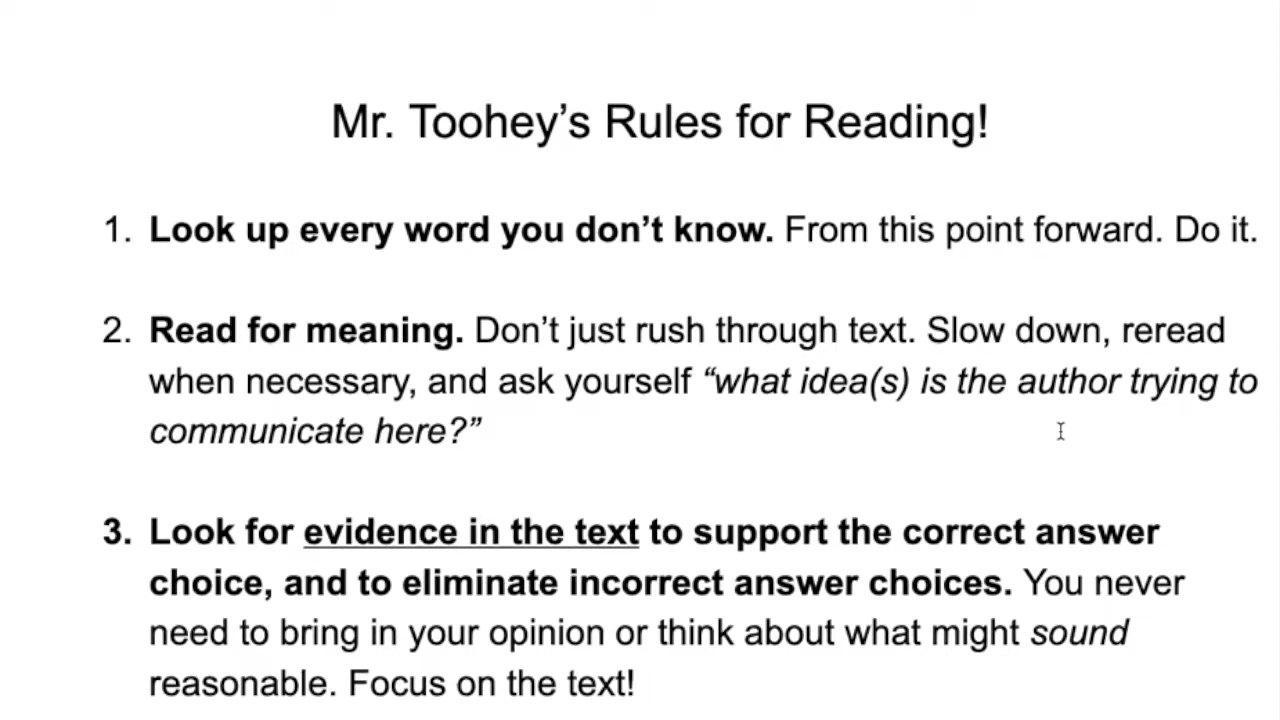 Mr. Toohey’s Rules for Reading!
1. Look up every word you don’t know. From this point forward. Do it.
2. Read for meaning. Don’t just rush through text. Slow down, reread
when necessary, and ask yourself “what idea(s) is the author trying to
communicate here?”
3. Look for evidence in the text to support the correct answer
choice, and to eliminate incorrect answer choices. You never
need to bring in your opinion or think about what might sound
reasonable. Focus on the text!